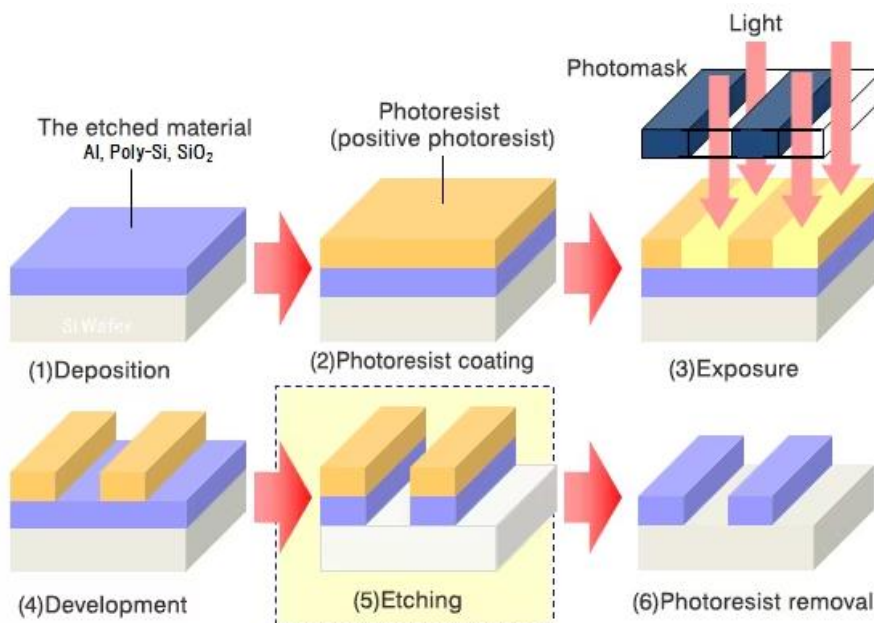 Light
Photomask
The etched material
Al, Poly-Si, SiO₂
Photoresist
(positive photoresist)
Si Wafer
(1)Deposition
(2)Photoresist coating
(3)Exposure
(4)Development
(5)Etching
(6)Photoresist removal